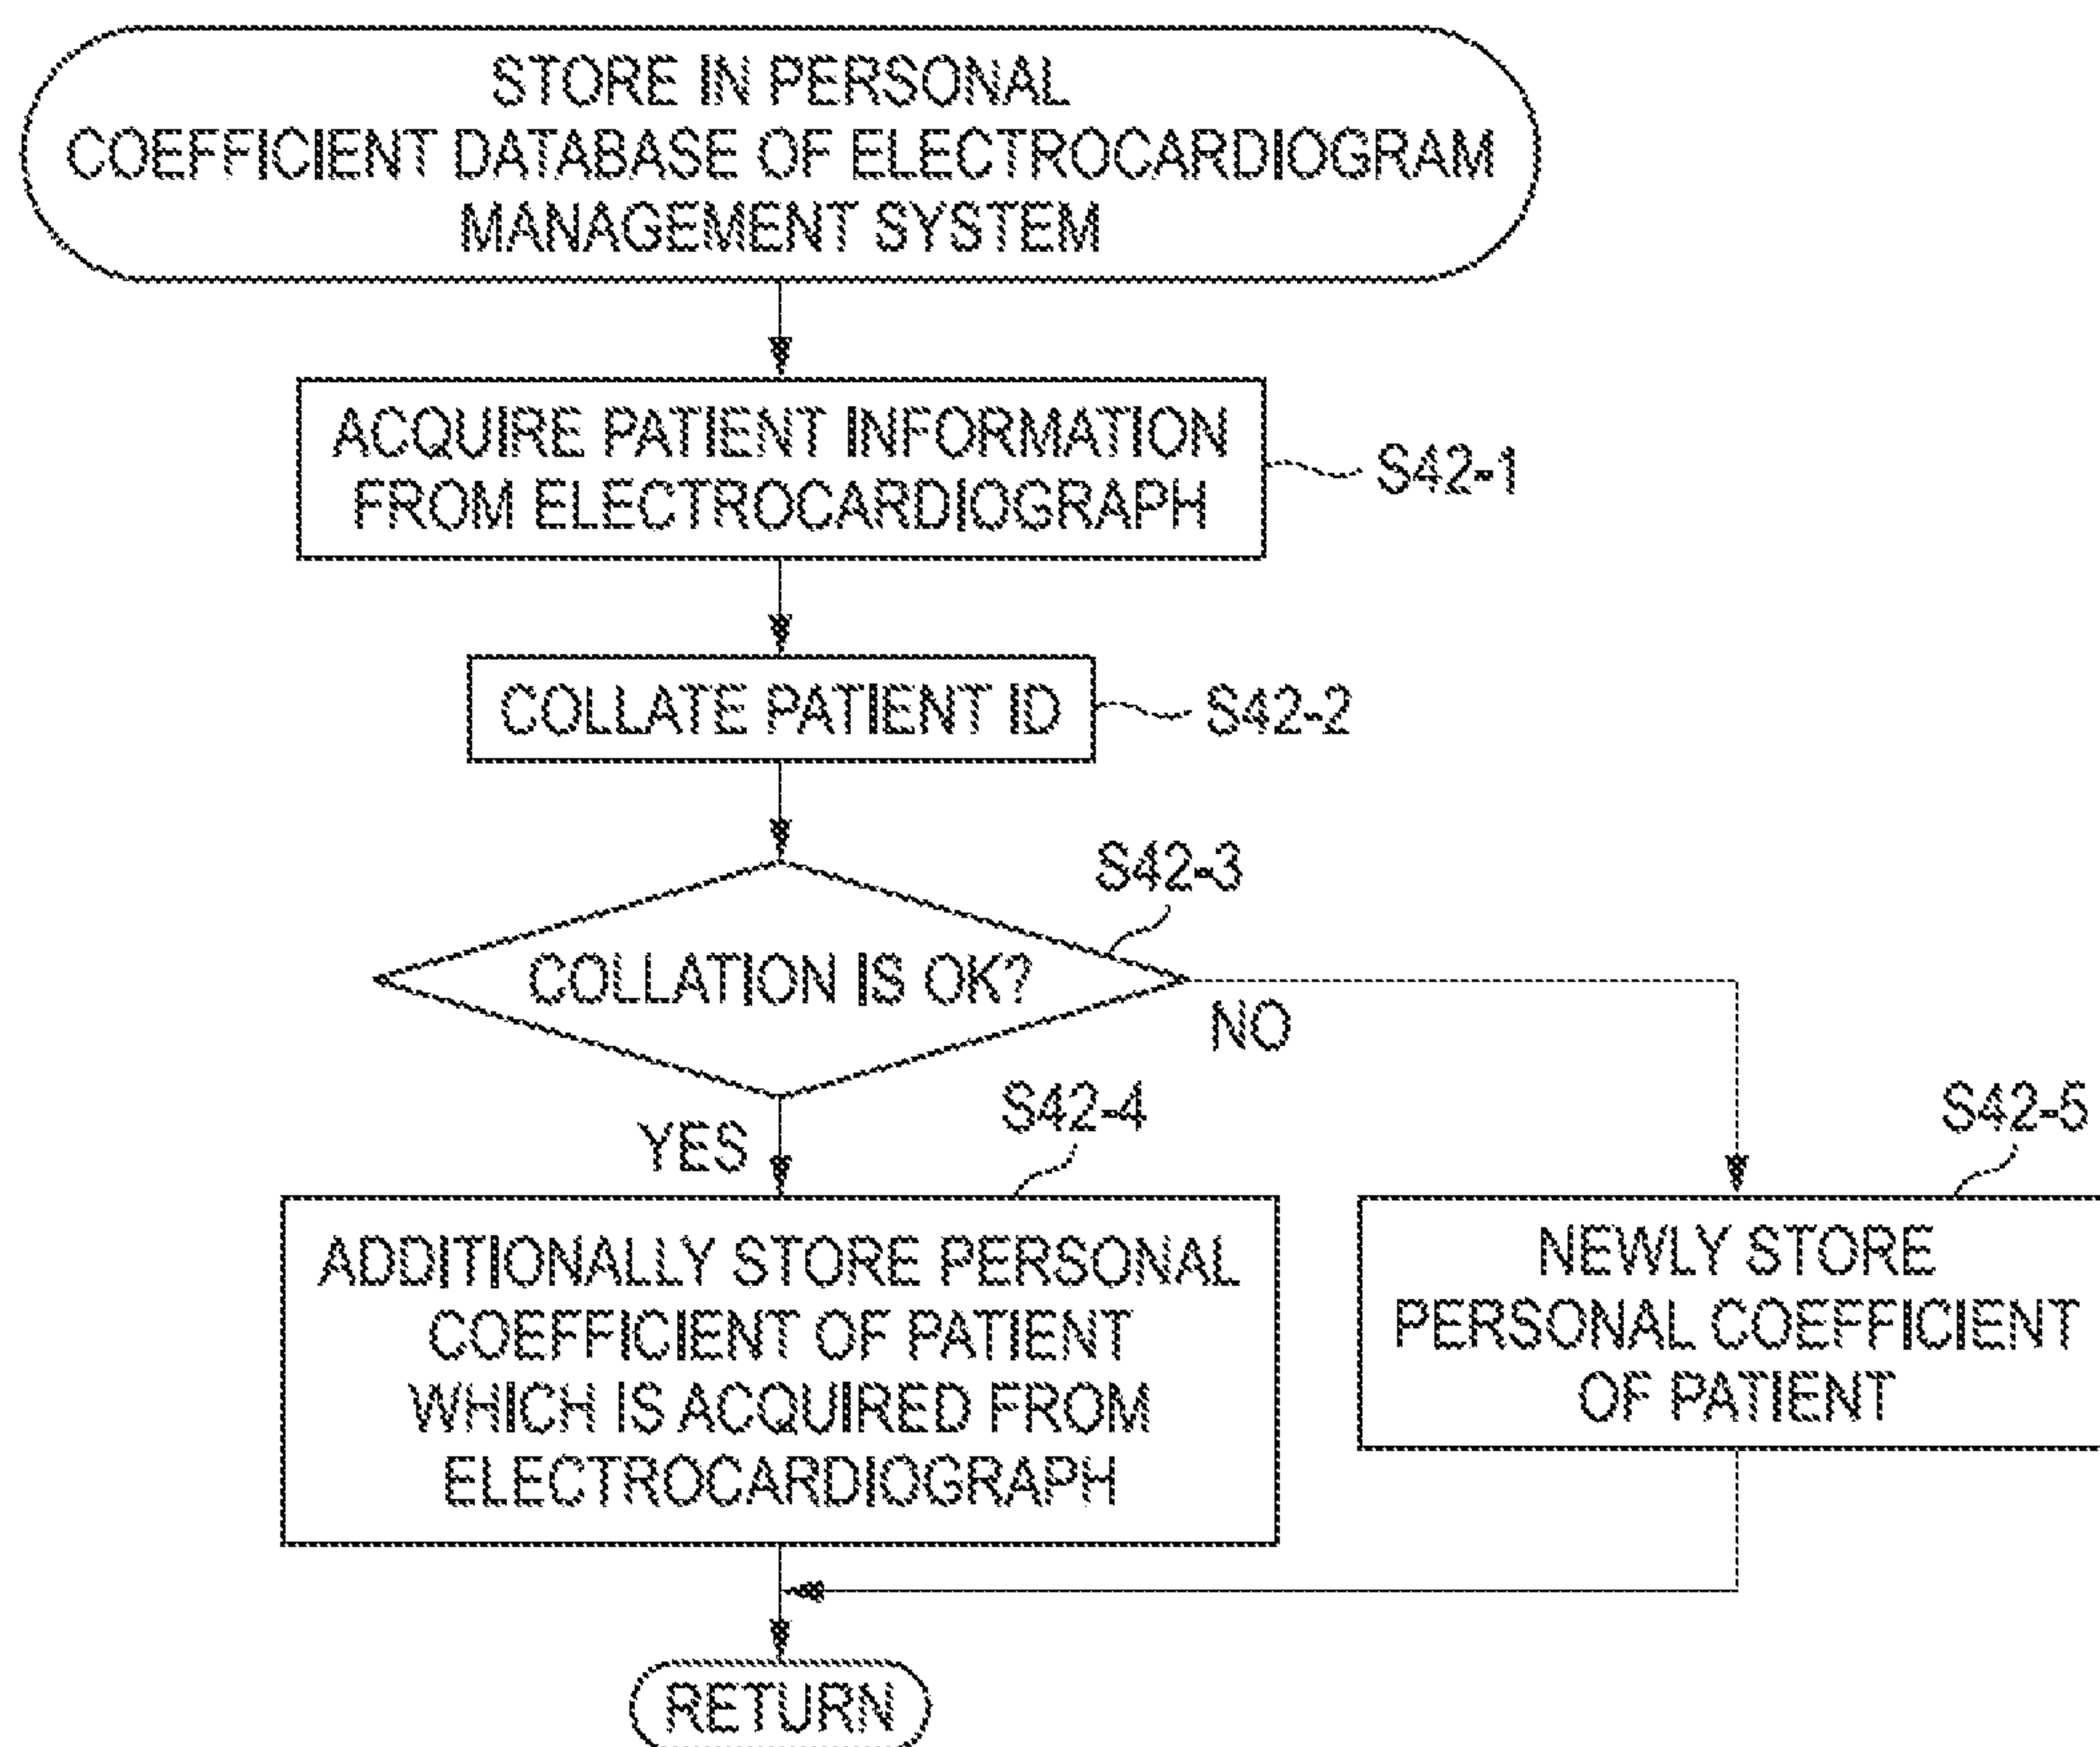 STORE IN PERSONAL
COEFFICIENT DATABASE OF ELECTROCARDIOGRAM
MANAGEMENT SYSTEM
ACQUIRE PATIENT INFORMATION
FROM ELECTROCARDIOGRAPH
S42-1
COLLATE PATIENT ID
S42-2
S42-3
COLLATION IS OK?
NO
YES
S42-4
S42-5
ADDITIONALLY STORE PERSONAL
COEFFICIENT OF PATIENT
WHICH IS ACQUIRED FROM
ELECTROCARDIOGRAPH
NEWLY STORE
PERSONAL COEFFICIENT
OF PATIENT
RETURN